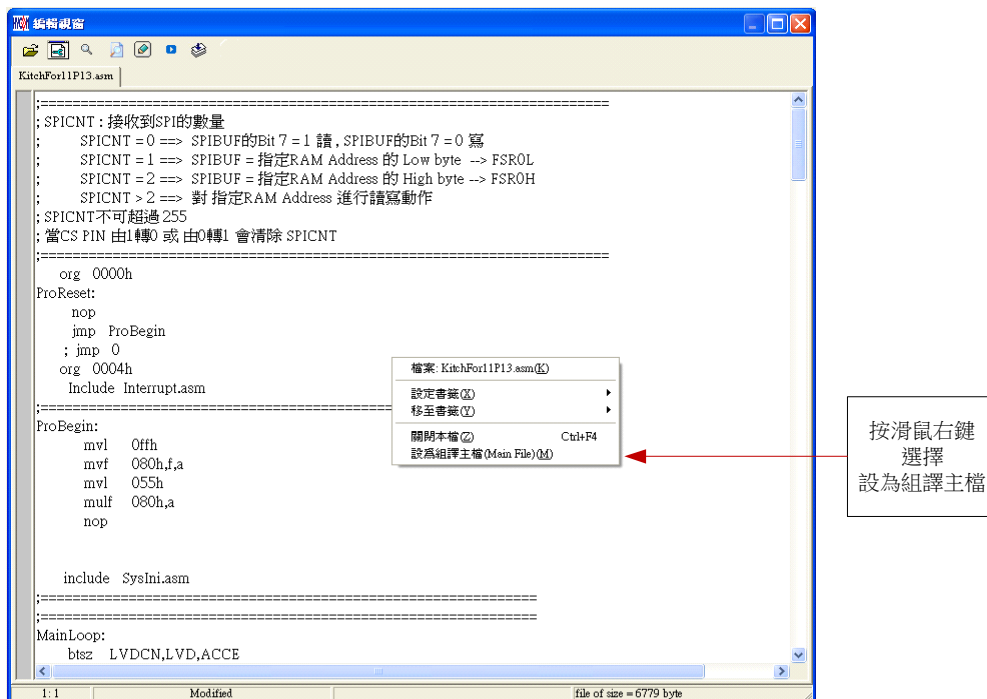 編輯視窗
KitchFor11P13.asm
;=======================================================================
; SPICNT : 接收到SPI的數量
; SPICNT = 0 ==> SPIBUF的Bit 7 = 1 讀 , SPIBUF的Bit 7 = 0 寫
; SPICNT = 1 ==> SPIBUF = 指定RAM Address 的 Low byte --> FSR0L
; SPICNT = 2 ==> SPIBUF = 指定RAM Address 的 High byte --> FSR0H
; SPICNT > 2 ==> 對 指定RAM Address 進行讀寫動作
; SPICNT不可超過 255
; 當CS PIN 由1轉0 或 由0轉1 會清除 SPICNT
;=======================================================================
org 0000h
ProReset:
nop
jmp ProBegin
; jmp 0
org 0004h
Include Interrupt.asm
;============================================
ProBegin:
mvl 0ffh
mvf 080h,f,a
mvl 055h
mulf 080h,a
nop
include SysIni.asm
;==============================================================
;==============================================================
MainLoop:
btsz LVDCN,LVD,ACCE
檔案: KitchFor11P13.asm(K)
設定書籤(X)
移至書籤(Y)
關閉本檔(Z) Ctrl+F4
設為組譯主檔(Main File)(M)
按滑鼠右鍵
選擇
設為組譯主檔
1: 1 Modified file of size = 6779 byte